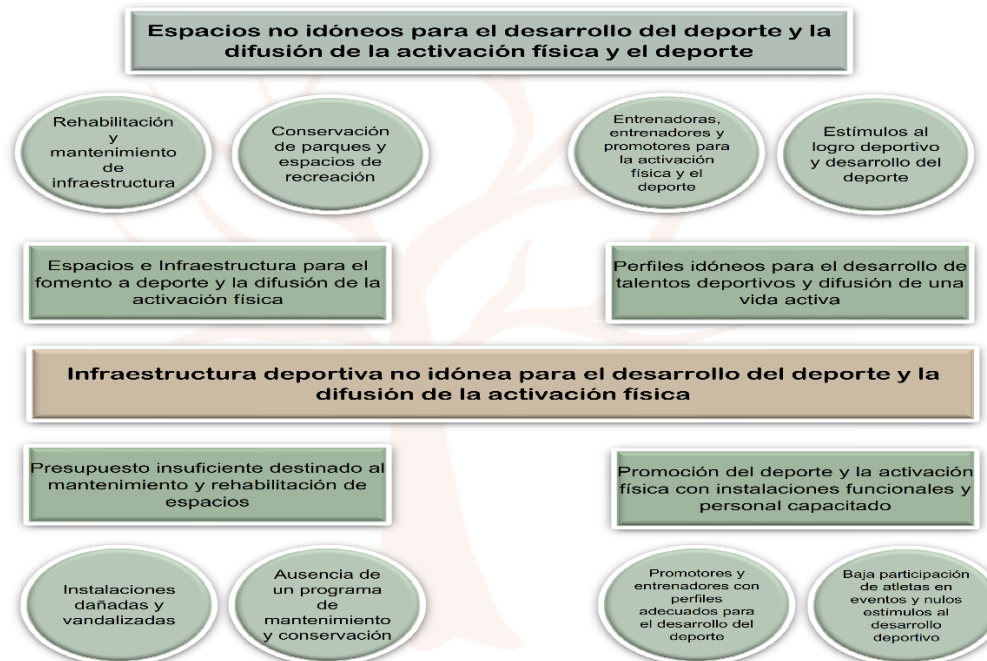 Espacios no idóneos para el desarrollo del deporte y la
difusión de la activación física y el deporte
Rehabilitación
y
mantenimiento
de
infraestructura
Conservación
de parques y
espacios de
recreación
Entrenadoras,
entrenadores y
promotores para
la activación
física y el
deporte
Estímulos al
logro deportivo
y desarrollo del
deporte
Espacios e Infraestructura para el
fomento a deporte y la difusión de la
activación física
Perfiles idóneos para el desarrollo de
talentos deportivos y difusión de una
vida activa
Infraestructura deportiva no idónea para el desarrollo del deporte y la
difusión de la activación física
Presupuesto insuficiente destinado al
mantenimiento y rehabilitación de
espacios
Promoción del deporte y la activación
física con instalaciones funcionales y
personal capacitado
Instalaciones
dañadas y
vandalizadas
Ausencia de
un programa
de
mantenimiento
y conservación
Promotores y
entrenadores con
perfiles
adecuados para
el desarrollo del
deporte
Baja participación
de atletas en
eventos y nulos
estímulos al
desarrollo
deportivo